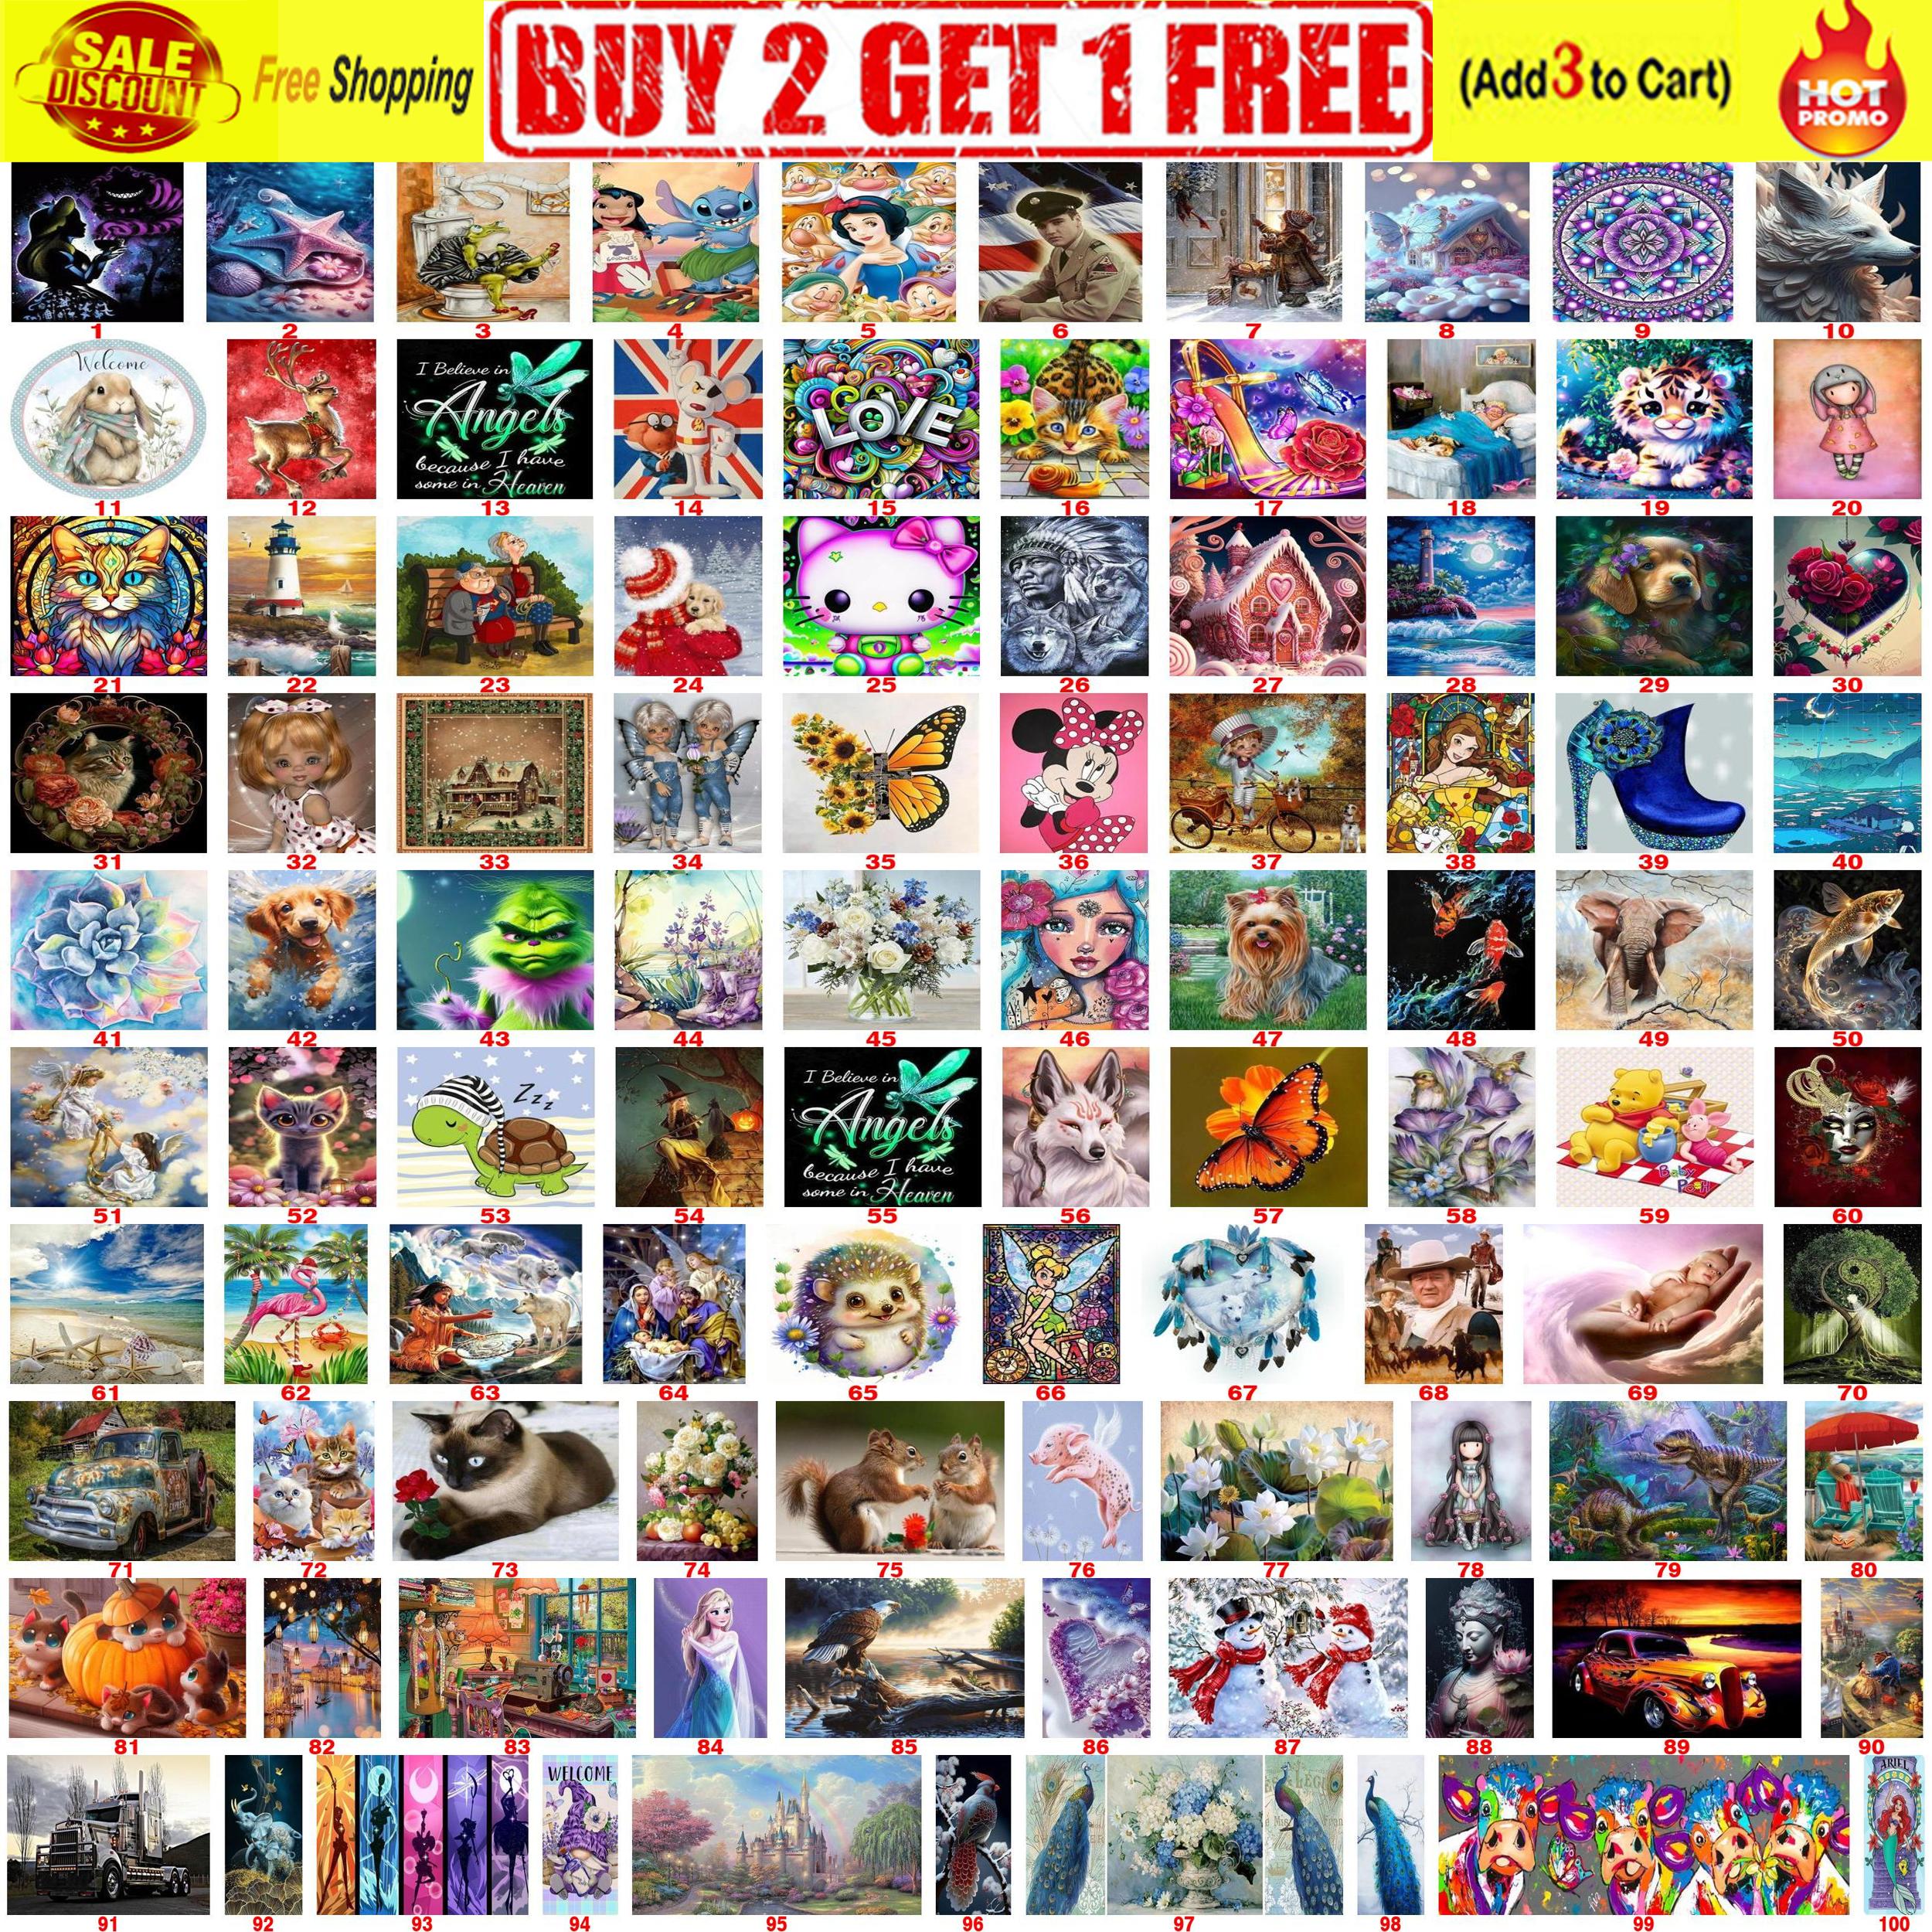 SALE
DISCOUNT
Free Shopping
BUY 2 GET 1 FREE
(Add 3 to Cart)
HOT
PROMO
1 2 3 4 5 6 7 8 9 10
Welcome
I Believe in
Angels
because I have
some in Heaven
LOVE
11 12 13 14 15 16 17 18 19 20
21 22 23 24 25 26 27 28 29 30
31 32 33 34 35 36 37 38 39 40
41 42 43 44 45 46 47 48 49 50
Zzz
I Believe in
Angels
because I have
some in Heaven
Baby
Pooh
51 52 53 54 55 56 57 58 59 60
61 62 63 64 65 66 67 68 69 70
71 72 73 74 75 76 77 78 79 80
81 82 83 84 85 86 87 88 89 90
WELCOME
ARIEL
91 92 93 94 95 96 97 98 99 100